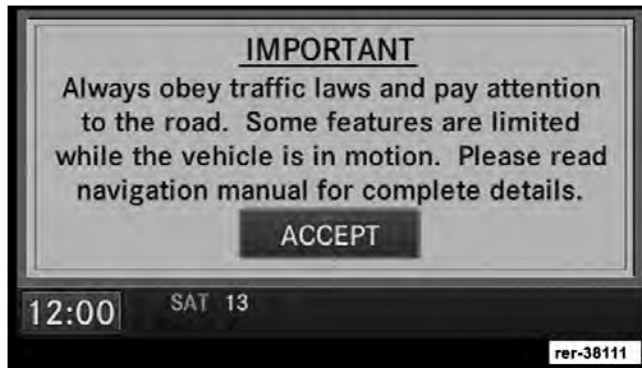 IMPORTANT
Always obey traffic laws and pay attention
to the road. Some features are limited
while the vehicle is in motion. Please read
navigation manual for complete details.
ACCEPT
12:00 SAT 13
rer-38111